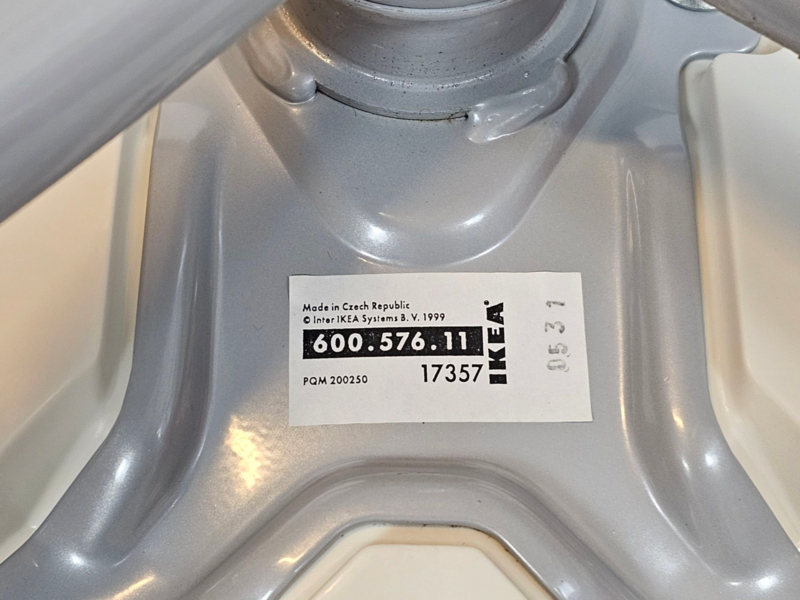 Made in Czech Republic
© Inter IKEA Systems B. V. 1999
600.576.11
PQM 200250
17357
IKEA®
0531